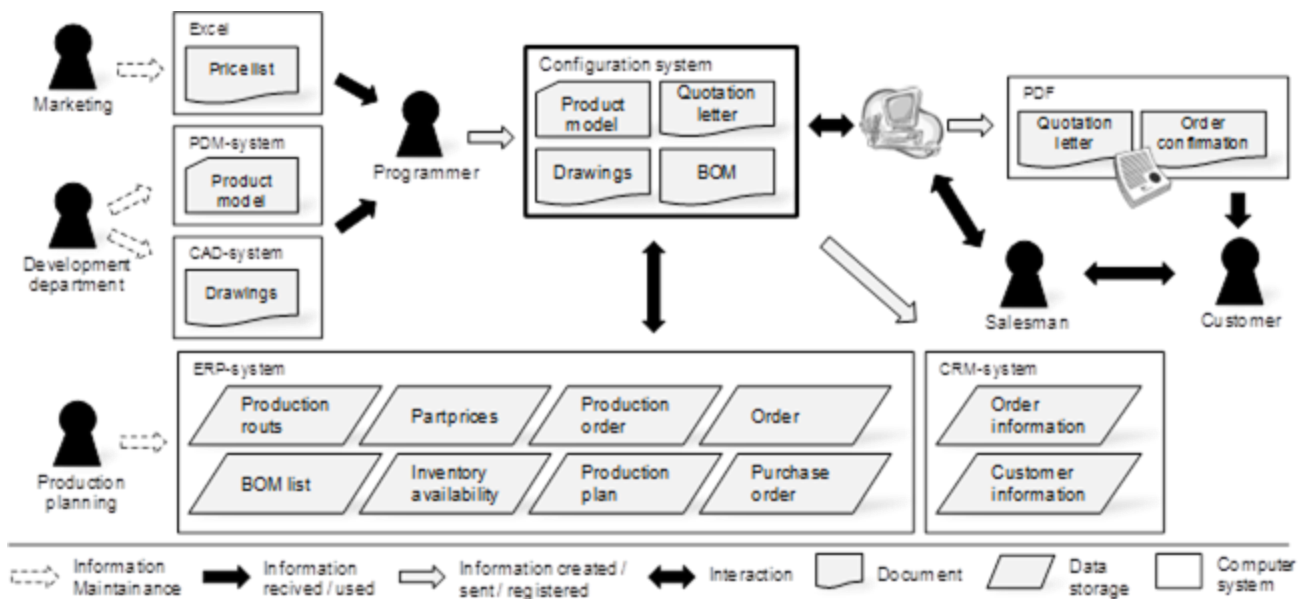 Excel
Price list
Marketing
PDM-system
Product
model
Development
department
CAD-system
Drawings
Programmer
Configuration system
Product
model
Quotation
letter
Drawings
BOM
PDF
Quotation
letter
Order
confirmation
Salesman
Customer
ERP-system
Production
routs
Partprices
Production
order
Order
BOM list
Inventory
availability
Production
plan
Purchase
order
Production
planning
CRM-system
Order
information
Customer
information
Information
Maintainance
Information
recived / used
Information created /
sent / registered
Interaction
Document
Data
storage
Computer
system